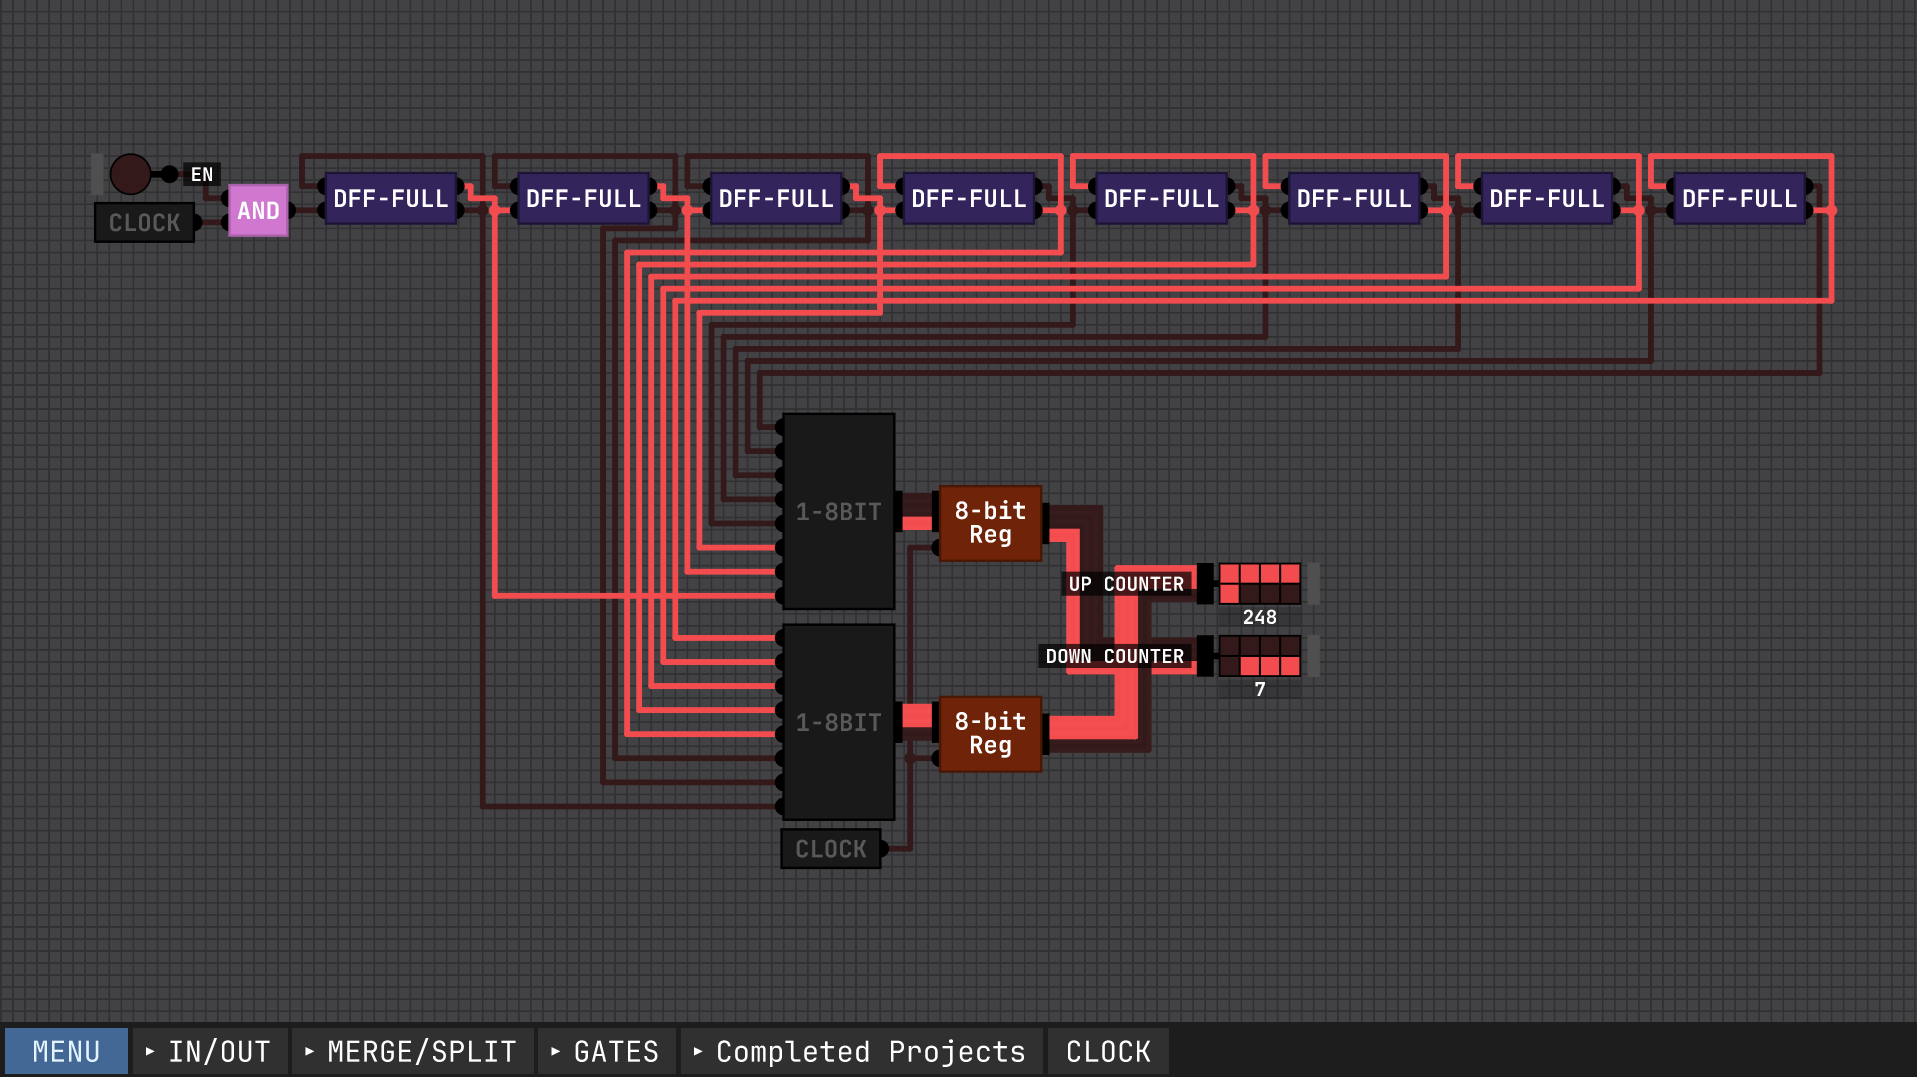 EN
CLOCK
AND
DFF-FULL
DFF-FULL
DFF-FULL
DFF-FULL
DFF-FULL
DFF-FULL
DFF-FULL
DFF-FULL
1-8BIT
8-bit
Reg
UP COUNTER
248
DOWN COUNTER
7
1-8BIT
8-bit
Reg
CLOCK
MENU
▸ IN/OUT
▸ MERGE/SPLIT
▸ GATES
▸ Completed Projects
CLOCK